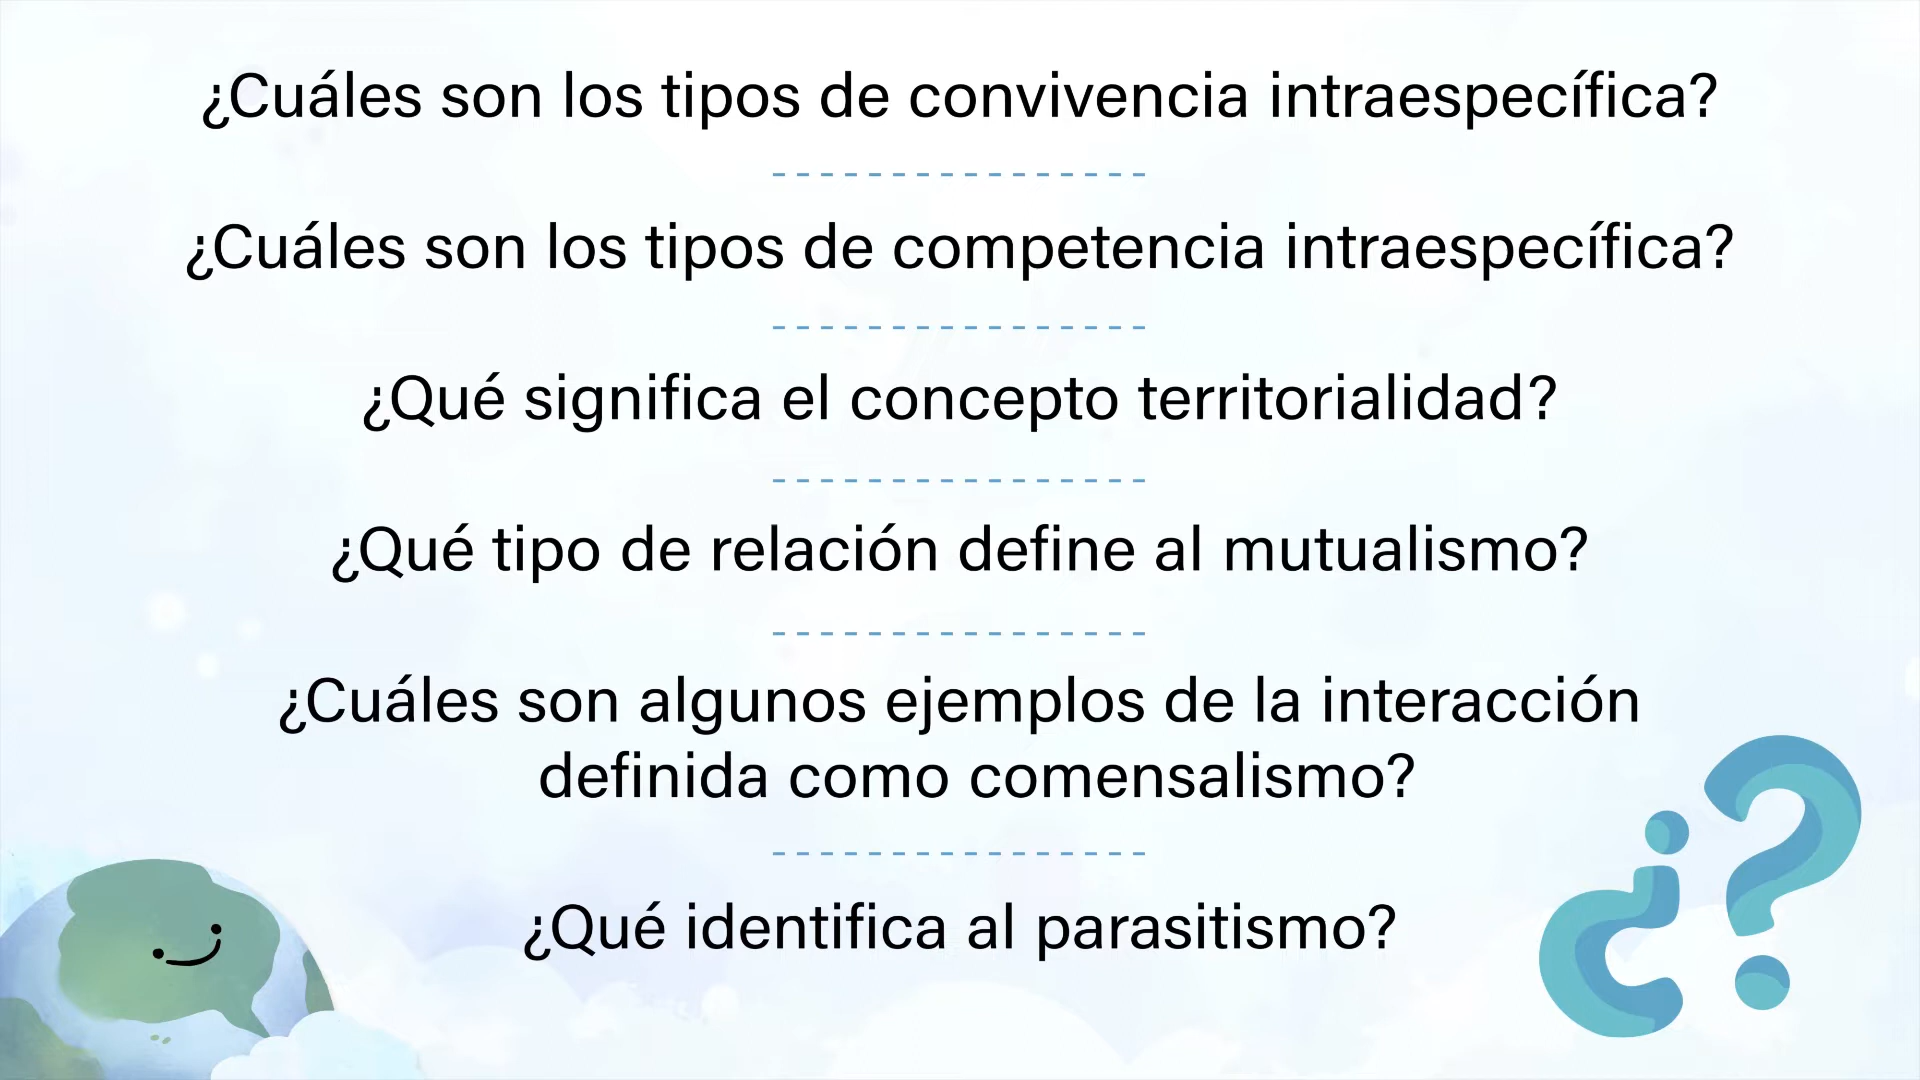 ¿Cuáles son los tipos de convivencia intraespecífica?
¿Cuáles son los tipos de competencia intraespecífica?
¿Qué significa el concepto territorialidad?
¿Qué tipo de relación define al mutualismo?
¿Cuáles son algunos ejemplos de la interacción
definida como comensalismo?
¿Qué identifica al parasitismo?
¿?